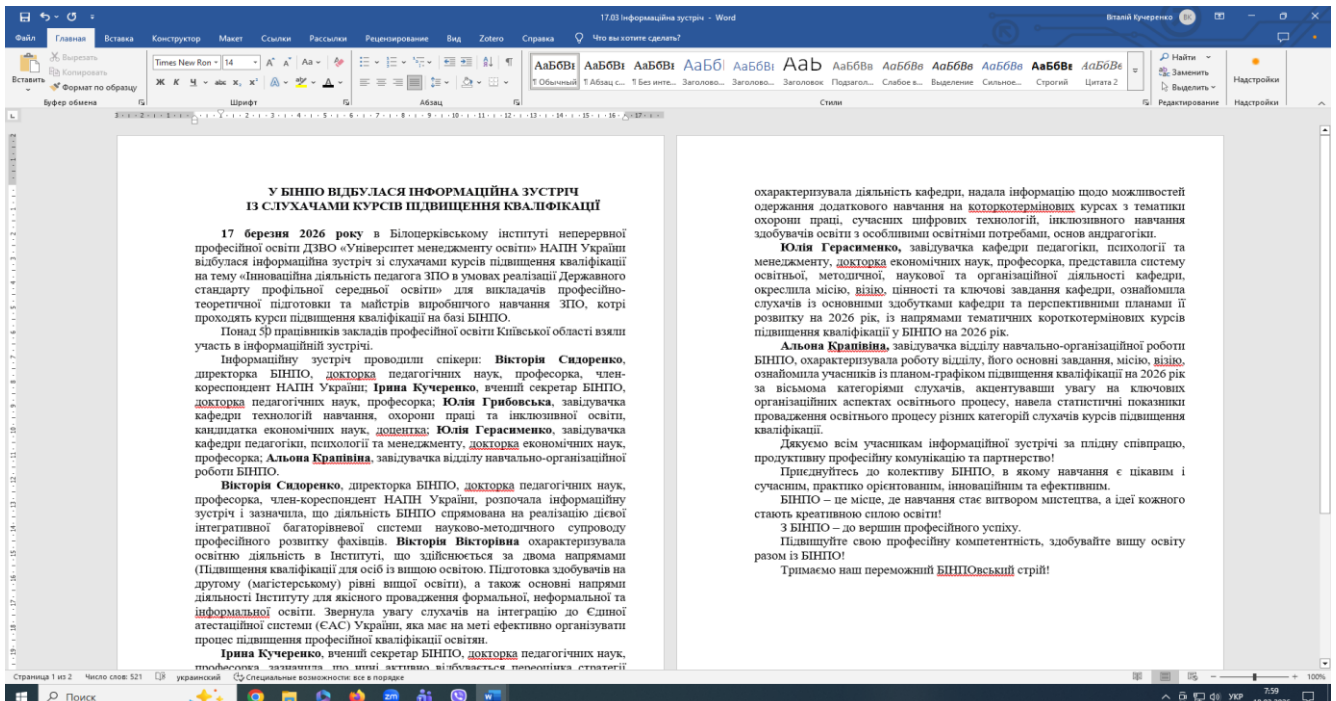 17.03 Інформаційна зустріч - Word
Віталій Кучеренко
ВК
Файл Главная Вставка Конструктор Макет Ссылки Рассылки Рецензирование Вид Zotero Справка Что вы хотите сделать?
Вставить
Вырезать
Копировать
Формат по образцу
Буфер обмена
Times New Ron 14
Шрифт
Абзац
АаБбВı АаБбВı АаБбВı АаБбІ АаБбВı АаЬ АаБбВв АаБбВв АаБбВв АаБбВв АаБбВı АаБбВв
¶ Обычный ¶ Абзац с... ¶ Без инте... Заголово... Заголово... Заголовок Подзагол... Слабое в... Выделение Сильное... Строгий Цитата 2
Стили
Найти
Заменить
Выделить
Редактирование
Надстройки
Надстройки
У БІНПО ВІДБУЛАСЯ ІНФОРМАЦІЙНА ЗУСТРІЧ
ІЗ СЛУХАЧАМИ КУРСІВ ПІДВИЩЕННЯ КВАЛІФІКАЦІЇ
17 березня 2026 року в Білоцерківському інституті неперервної
професійної освіти ДЗВО «Університет менеджменту освіти» НАПН України
відбулася інформаційна зустріч зі слухачами курсів підвищення кваліфікації
на тему «Інноваційна діяльність педагога ЗПО в умовах реалізації Державного
стандарту профільної середньої освіти» для викладачів професійно-
теоретичної підготовки та майстрів виробничого навчання ЗПО, котрі
проходять курси підвищення кваліфікації на базі БІНПО.
Понад 50 працівників закладів професійної освіти Київської області взяли
участь в інформаційній зустрічі.
Інформаційну зустріч проводили спікери: Вікторія Сидоренко,
директорка БІНПО, докторка педагогічних наук, професорка, член-
кореспондент НАПН України; Ірина Кучеренко, вчений секретар БІНПО,
докторка педагогічних наук, професорка; Юлія Грибовська, завідувачка
кафедри технологій навчання, охорони праці та інклюзивної освіти,
кандидатка економічних наук, доцентка; Юлія Герасименко, завідувачка
кафедри педагогіки, психології та менеджменту, докторка економічних наук,
професорка; Альона Крапівіна, завідувачка відділу навчально-організаційної
роботи БІНПО.
Вікторія Сидоренко, директорка БІНПО, докторка педагогічних наук,
професорка, член-кореспондент НАПН України, розпочала інформаційну
зустріч і зазначила, що діяльність БІНПО спрямована на реалізацію дієвої
інтегративної багаторівневої системи науково-методичного супроводу
професійного розвитку фахівців. Вікторія Вікторівна охарактеризувала
освітню діяльність в Інституті, що здійснюється за двома напрямами
(Підвищення кваліфікації для осіб із вищою освітою. Підготовка здобувачів на
другому (магістерському) рівні вищої освіти), а також основні напрями
діяльності Інституту для якісного провадження формальної, неформальної та
інформальної освіти. Звернула увагу слухачів на інтеграцію до Єдиної
атестаційної системи (ЄАС) України, яка має на меті ефективно організувати
процес підвищення професійної кваліфікації освітян.
Ірина Кучеренко, вчений секретар БІНПО, докторка педагогічних наук,
професорка, зазначила, що нині активно відбувається переоцінка стратегії
охарактеризувала діяльність кафедри, надала інформацію щодо можливостей
одержання додаткового навчання на которкотермінових курсах з тематики
охорони праці, сучасних цифрових технологій, інклюзивного навчання
здобувачів освіти з особливими освітніми потребами, основ андрагогіки.
Юлія Герасименко, завідувачка кафедри педагогіки, психології та
менеджменту, докторка економічних наук, професорка, представила систему
освітньої, методичної, наукової та організаційної діяльності кафедри,
окреслила місію, візію, цінності та ключові завдання кафедри, ознайомила
слухачів із основними здобутками кафедри та перспективними планами її
розвитку на 2026 рік, із напрямами тематичних короткотермінових курсів
підвищення кваліфікації у БІНПО на 2026 рік.
Альона Крапівіна, завідувачка відділу навчально-організаційної роботи
БІНПО, охарактеризувала роботу відділу, його основні завдання, місію, візію,
ознайомила учасників із планом-графіком підвищення кваліфікації на 2026 рік
за вісьмома категоріями слухачів, акцентувавши увагу на ключових
організаційних аспектах освітнього процесу, навела статистичні показники
провадження освітнього процесу різних категорій слухачів курсів підвищення
кваліфікації.
Дякуємо всім учасникам інформаційної зустрічі за плідну співпрацю,
продуктивну професійну комунікацію та партнерство!
Приєднуйтесь до колективу БІНПО, в якому навчання є цікавим і
сучасним, практико орієнтованим, інноваційним та ефективним.
БІНПО – це місце, де навчання стає витвором мистецтва, а ідеї кожного
стають креативною силою освіти!
З БІНПО – до вершин професійного успіху.
Підвищуйте свою професійну компетентність, здобувайте вищу освіту
разом із БІНПО!
Тримаємо наш переможний БІНПОвський стрій!
Страница 1 из 2 Число слов: 521 украинский Специальные возможности: все в порядке
100%
Поиск
УКР
7:59